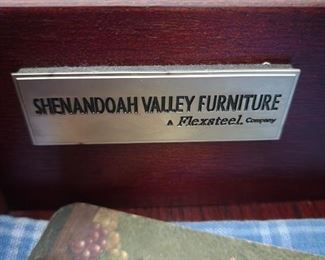 SHENANDOAH VALLEY FURNITURE
A Flexsteel Company